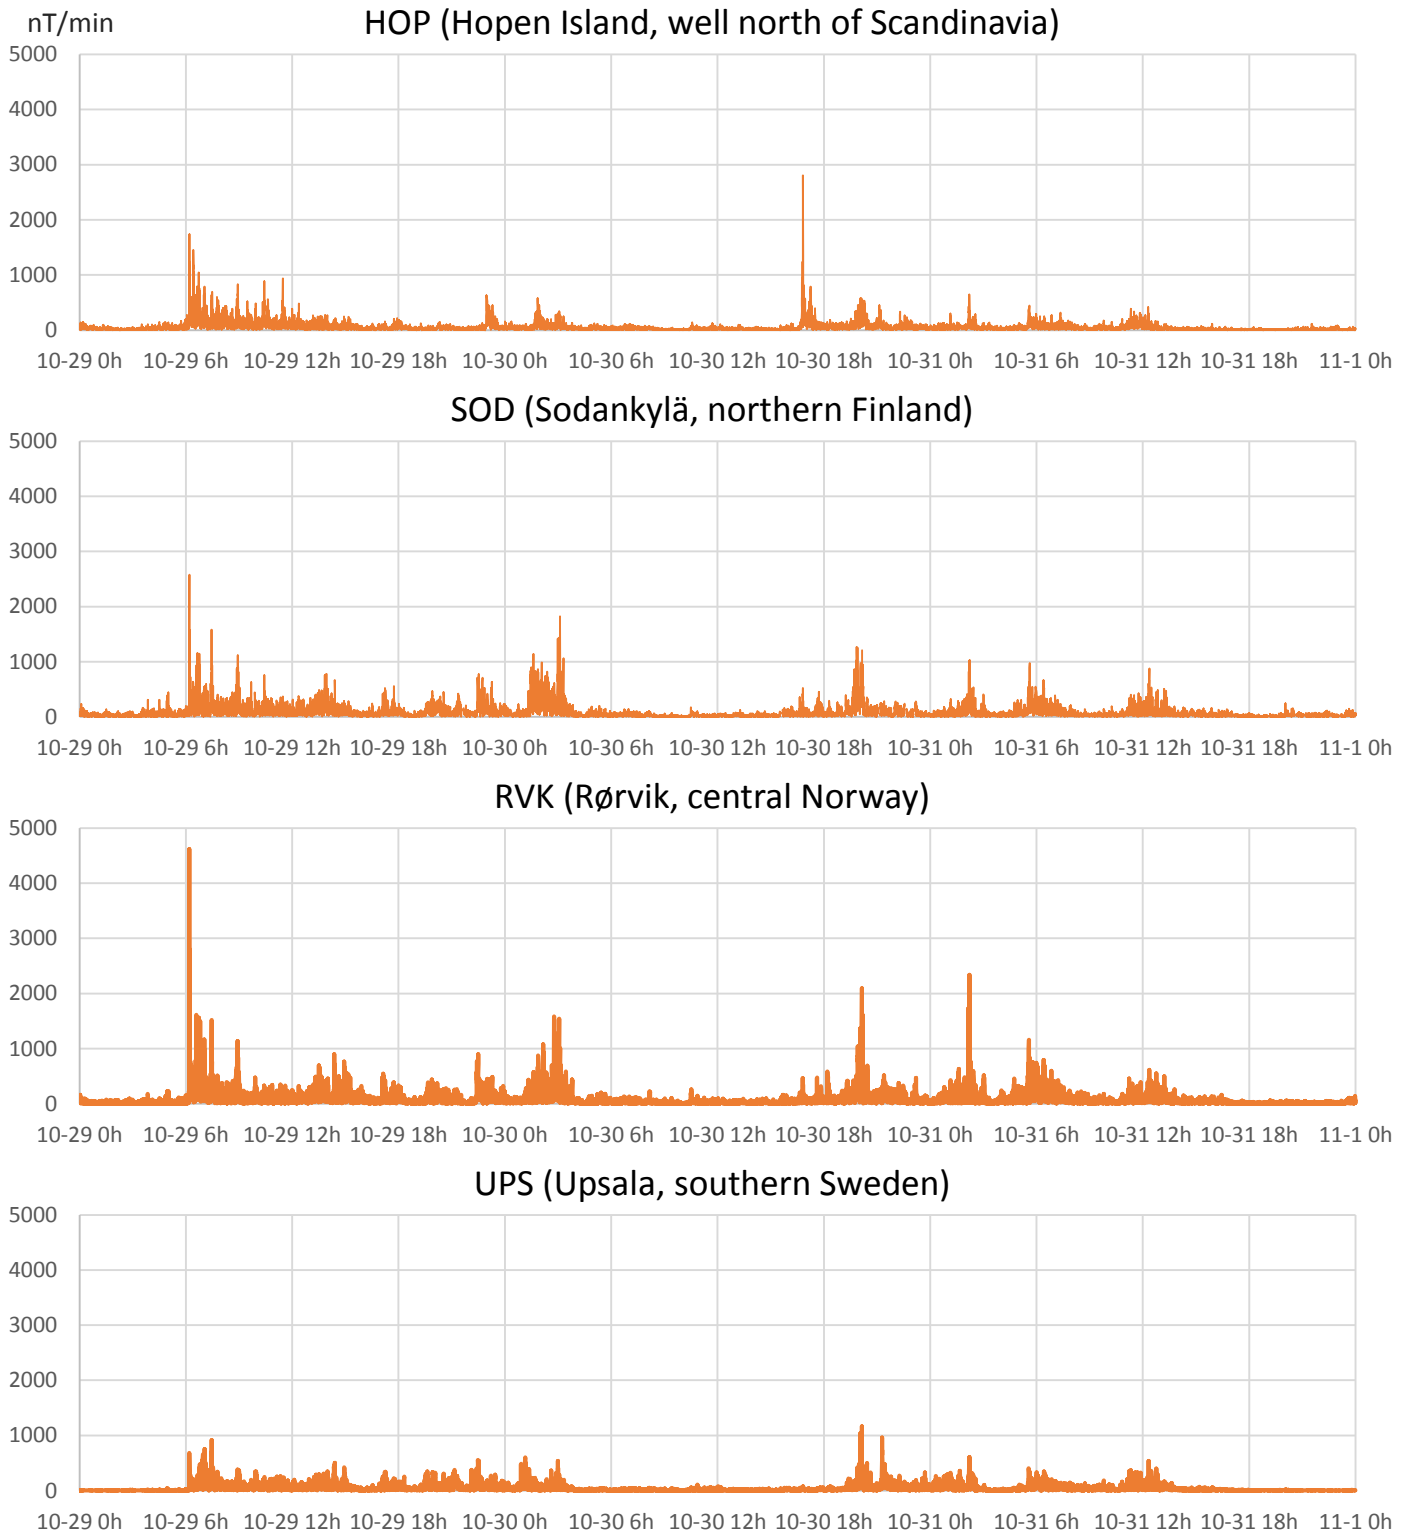 nT/min
HOP (Hopen Island, well north of Scandinavia)
5000
4000
3000
2000
1000
0
10-29 0h 10-29 6h 10-29 12h 10-29 18h 10-30 0h 10-30 6h 10-30 12h 10-30 18h 10-31 0h 10-31 6h 10-31 12h 10-31 18h 11-1 0h
SOD (Sodankylä, northern Finland)
5000
4000
3000
2000
1000
0
10-29 0h 10-29 6h 10-29 12h 10-29 18h 10-30 0h 10-30 6h 10-30 12h 10-30 18h 10-31 0h 10-31 6h 10-31 12h 10-31 18h 11-1 0h
RVK (Rørvik, central Norway)
5000
4000
3000
2000
1000
0
10-29 0h 10-29 6h 10-29 12h 10-29 18h 10-30 0h 10-30 6h 10-30 12h 10-30 18h 10-31 0h 10-31 6h 10-31 12h 10-31 18h 11-1 0h
UPS (Upsala, southern Sweden)
5000
4000
3000
2000
1000
0
10-29 0h 10-29 6h 10-29 12h 10-29 18h 10-30 0h 10-30 6h 10-30 12h 10-30 18h 10-31 0h 10-31 6h 10-31 12h 10-31 18h 11-1 0h